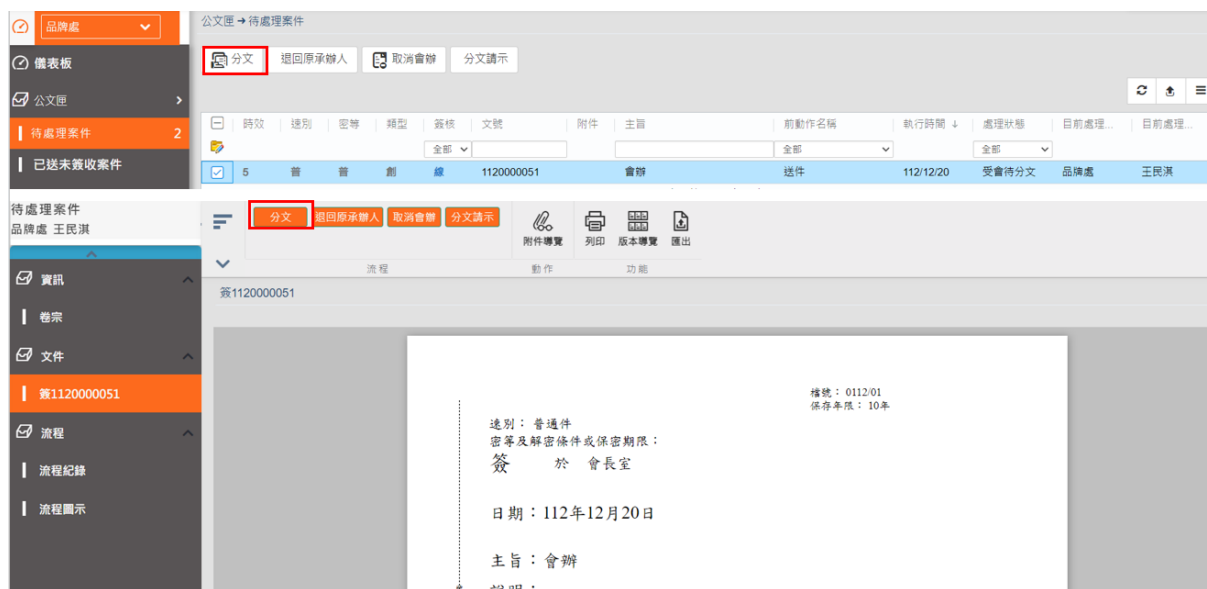 品牌處
公文匣➔待處理案件
分文 退回原承辦人 取消會辦 分文請示
儀表板
公文匣
待處理案件 2
已送未簽收案件
時效 速別 密等 類型 簽核 文號 附件 主旨 前動作名稱 執行時間 ↓ 處理狀態 目前處理... 目前處理...
全部 全部 全部
5 普 普 創 線 1120000051 會辦 送件 112/12/20 受會待分文 品牌處 王民淇
待處理案件
品牌處 王民淇
分文 退回原承辦人 取消會辦 分文請示
附件導覽 列印 版本導覽 匯出
流程 動作 功能
資訊
卷宗
文件
簽1120000051
流程
流程紀錄
流程圖示
簽1120000051
檔號：0112/01
保存年限：10年
速別：普通件
密等及解密條件或保密期限：
簽 於 會長室
日期：112年12月20日
主旨：會辦
說明：